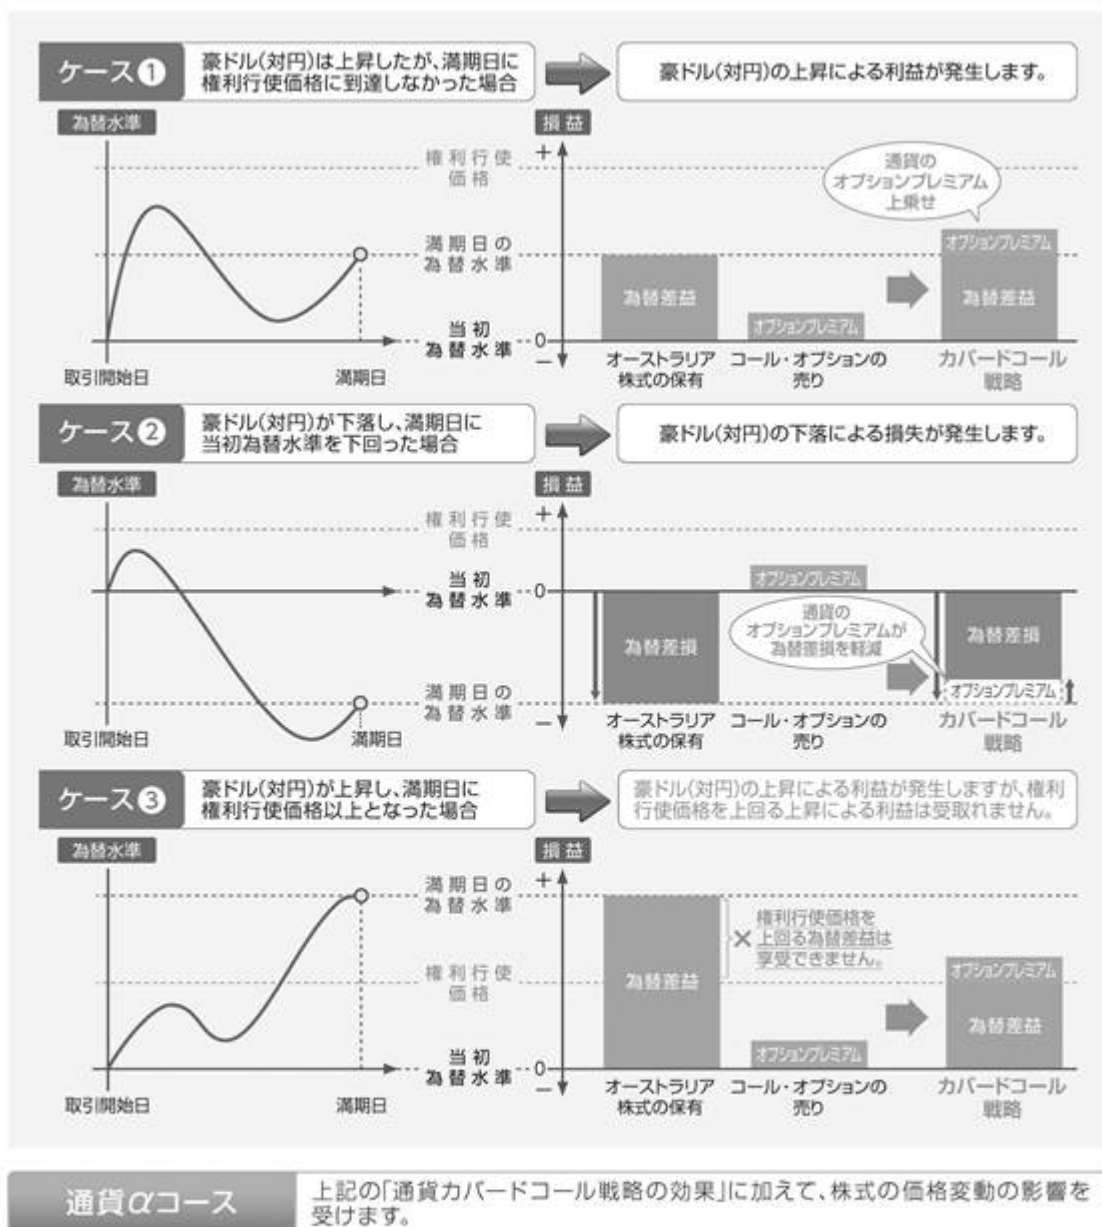 ケース❶
豪ドル(対円)は上昇したが、満期日に
権利行使価格に到達しなかった場合
豪ドル(対円)の上昇による利益が発生します。
為替水準
損益
権利行使
価格
満期日の
為替水準
当初
為替水準
取引開始日
満期日
+
0
−
通貨の
オプションプレミアム
上乗せ
為替差益
オプションプレミアム
オプションプレミアム
為替差益
オーストラリア
株式の保有
コール・オプションの
売り
カバードコール
戦略
ケース❷
豪ドル(対円)が下落し、満期日に
当初為替水準を下回った場合
豪ドル(対円)の下落による損失が発生します。
為替水準
損益
権利行使
価格
当初
為替水準
満期日の
為替水準
取引開始日
満期日
+
0
−
オプションプレミアム
通貨の
オプションプレミアムが
為替差損を軽減
為替差損
為替差損
オプションプレミアム
オーストラリア
株式の保有
コール・オプションの
売り
カバードコール
戦略
ケース❸
豪ドル(対円)が上昇し、満期日に
権利行使価格以上となった場合
豪ドル(対円)の上昇による利益が発生しますが、権利
行使価格を上回る上昇による利益は受取れません。
為替水準
損益
満期日の
為替水準
権利行使
価格
当初
為替水準
取引開始日
満期日
+
0
−
×
権利行使価格を
上回る為替差益は
享受できません。
為替差益
オプションプレミアム
オプションプレミアム
為替差益
オーストラリア
株式の保有
コール・オプションの
売り
カバードコール
戦略
通貨αコース
上記の「通貨カバードコール戦略の効果」に加えて、株式の価格変動の影響を
受けます。